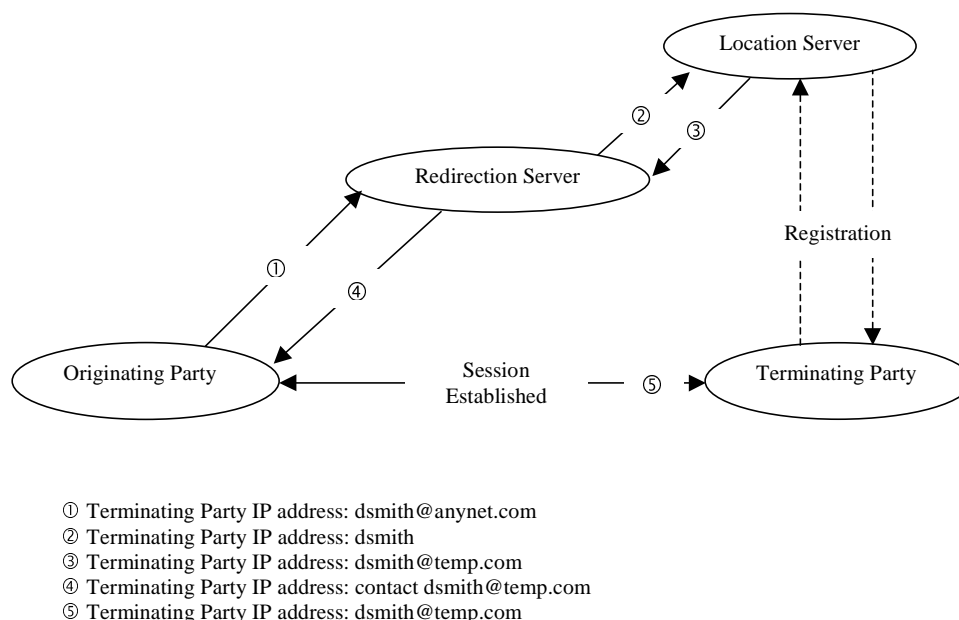 Location Server
②
③
Redirection Server
Registration
①
④
Originating Party
Session
Established
⑤
Terminating Party
① Terminating Party IP address: dsmith@anynet.com
② Terminating Party IP address: dsmith
③ Terminating Party IP address: dsmith@temp.com
④ Terminating Party IP address: contact dsmith@temp.com
⑤ Terminating Party IP address: dsmith@temp.com